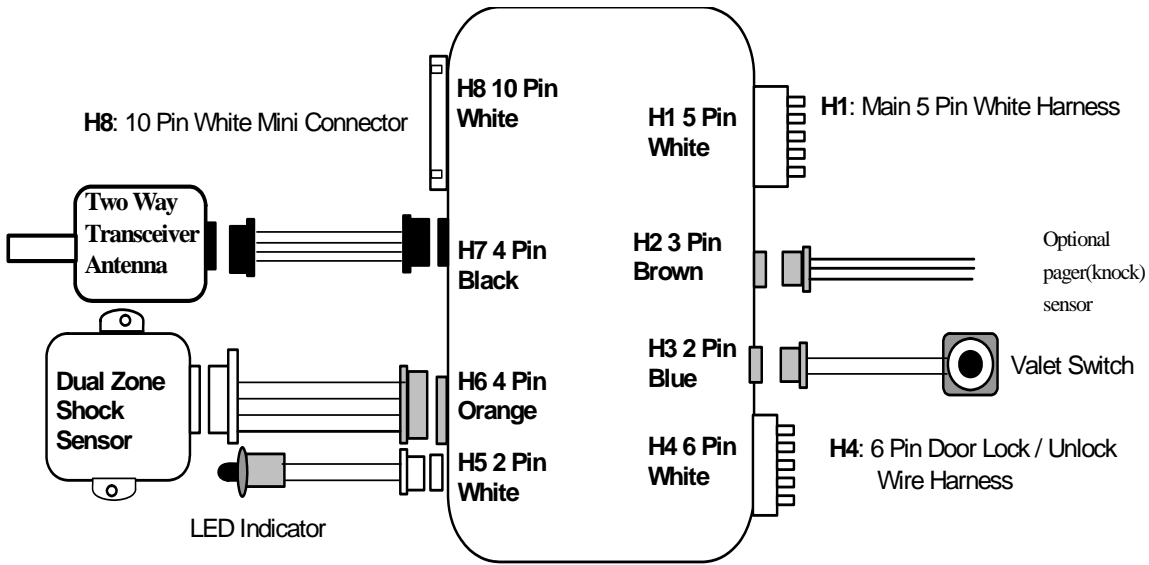 H8: 10 Pin White Mini Connector
H8 10 Pin
White
H1 5 Pin
White
H1: Main 5 Pin White Harness
Two Way
Transceiver
Antenna
H7 4 Pin
Black
H2 3 Pin
Brown
Optional
pager(knock)
sensor
Dual Zone
Shock
Sensor
H6 4 Pin
Orange
H3 2 Pin
Blue
Valet Switch
LED Indicator
H5 2 Pin
White
H4 6 Pin
White
H4: 6 Pin Door Lock / Unlock
Wire Harness